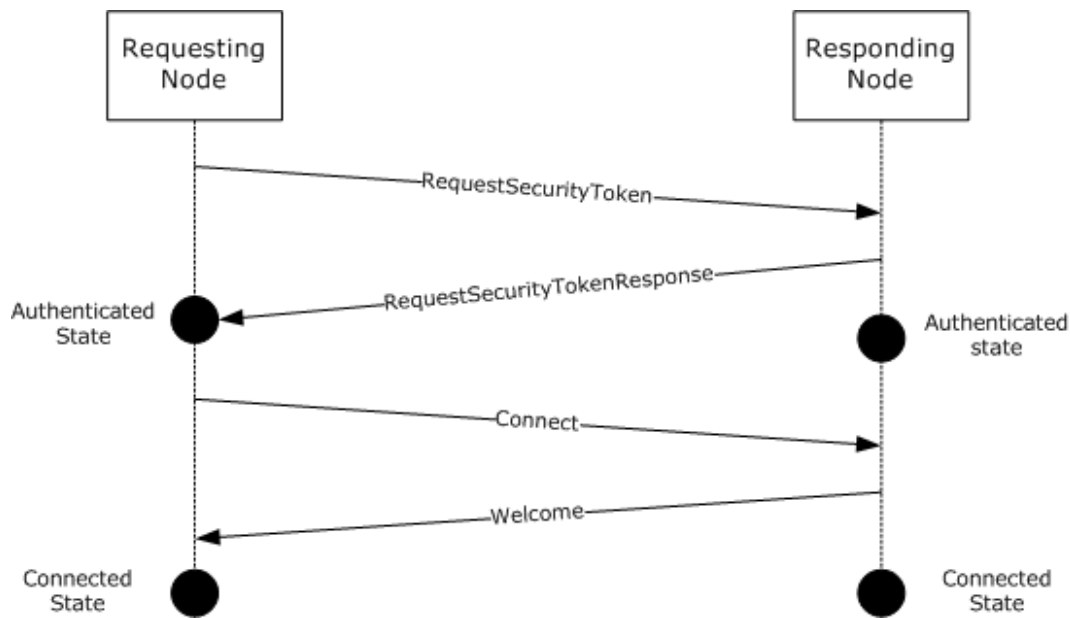 Requesting
Node
Responding
Node
RequestSecurityToken
RequestSecurityTokenResponse
Authenticated
State
Authenticated
state
Connect
Welcome
Connected
State
Connected
State